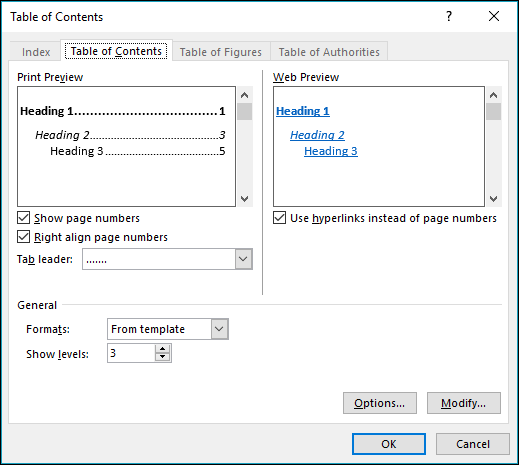 Table of Contents
? ×
Index Table of Contents Table of Figures Table of Authorities
Print Preview Web Preview
Heading 1........................................1 Heading 1
Heading 2.....................................3 Heading 2
Heading 3.................................5 Heading 3
Show page numbers Use hyperlinks instead of page numbers
Right align page numbers
Tab leader: .......
General
Formats: From template
Show levels: 3
Options... Modify...
OK Cancel